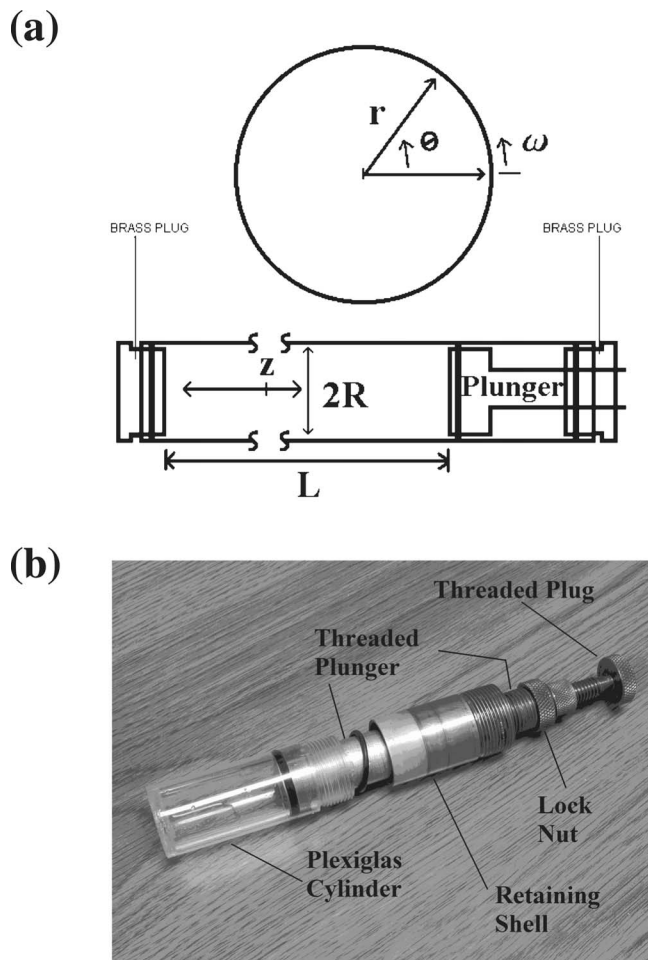 (a)
r
θ
ω
BRASS PLUG
BRASS PLUG
z
2R
Plunger
L
(b)
Threaded Plug
Threaded
Plunger
Lock
Nut
Plexiglas
Cylinder
Retaining
Shell